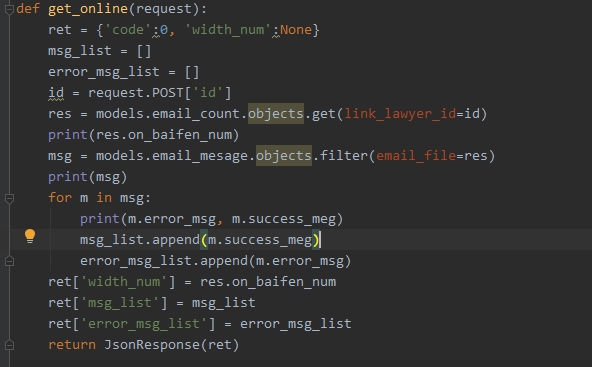 def get_online(request):
    ret = {'code':0, 'width_num':None}
    msg_list = []
    error_msg_list = []
    id = request.POST['id']
    res = models.email_count.objects.get(link_lawyer_id=id)
    print(res.on_baifen_num)
    msg = models.email_mesage.objects.filter(email_file=res)
    print(msg)
    for m in msg:
        print(m.error_msg, m.success_meg)
        msg_list.append(m.success_meg)
        error_msg_list.append(m.error_msg)
    ret['width_num'] = res.on_baifen_num
    ret['msg_list'] = msg_list
    ret['error_msg_list'] = error_msg_list
    return JsonResponse(ret)